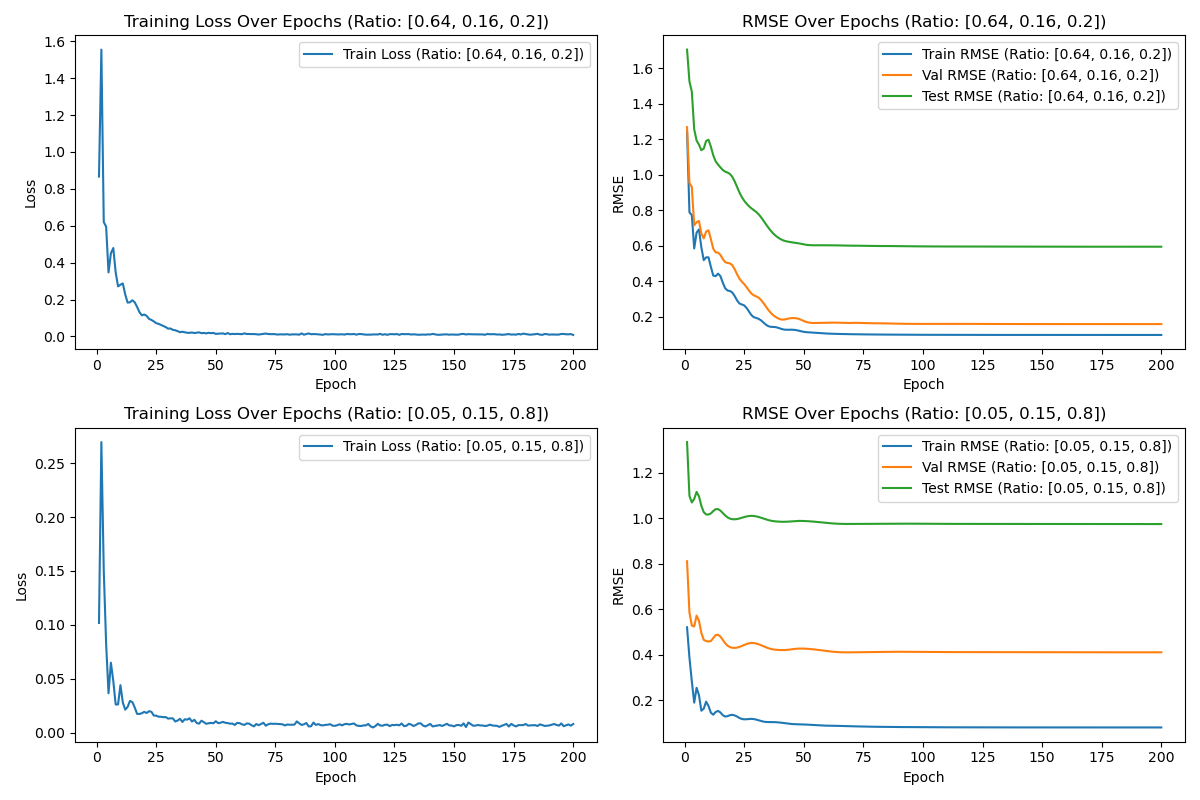 Training Loss Over Epochs (Ratio: [0.64, 0.16, 0.2])
Train Loss (Ratio: [0.64, 0.16, 0.2])
Loss
1.6
1.4
1.2
1.0
0.8
0.6
0.4
0.2
0.0
0 25 50 75 100 125 150 175 200
Epoch
RMSE Over Epochs (Ratio: [0.64, 0.16, 0.2])
Train RMSE (Ratio: [0.64, 0.16, 0.2])
Val RMSE (Ratio: [0.64, 0.16, 0.2])
Test RMSE (Ratio: [0.64, 0.16, 0.2])
RMSE
1.6
1.4
1.2
1.0
0.8
0.6
0.4
0.2
0 25 50 75 100 125 150 175 200
Epoch
Training Loss Over Epochs (Ratio: [0.05, 0.15, 0.8])
Train Loss (Ratio: [0.05, 0.15, 0.8])
Loss
0.25
0.20
0.15
0.10
0.05
0.00
0 25 50 75 100 125 150 175 200
Epoch
RMSE Over Epochs (Ratio: [0.05, 0.15, 0.8])
Train RMSE (Ratio: [0.05, 0.15, 0.8])
Val RMSE (Ratio: [0.05, 0.15, 0.8])
Test RMSE (Ratio: [0.05, 0.15, 0.8])
RMSE
1.2
1.0
0.8
0.6
0.4
0.2
0 25 50 75 100 125 150 175 200
Epoch